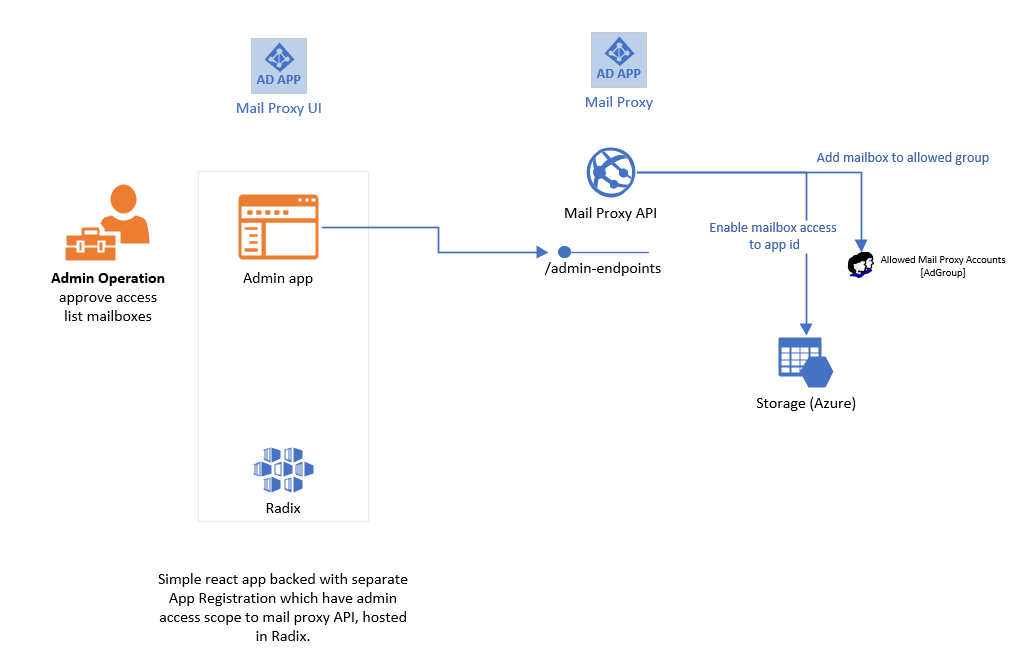 AD APP
Mail Proxy UI
AD APP
Mail Proxy
Add mailbox to allowed group
Mail Proxy API
Enable mailbox access
to app id
Allowed Mail Proxy Accounts
[AdGroup]
Admin Operation
approve access
list mailboxes
Admin app
/admin-endpoints
Storage (Azure)
Radix
Simple react app backed with separate
App Registration which have admin
access scope to mail proxy API, hosted
in Radix.